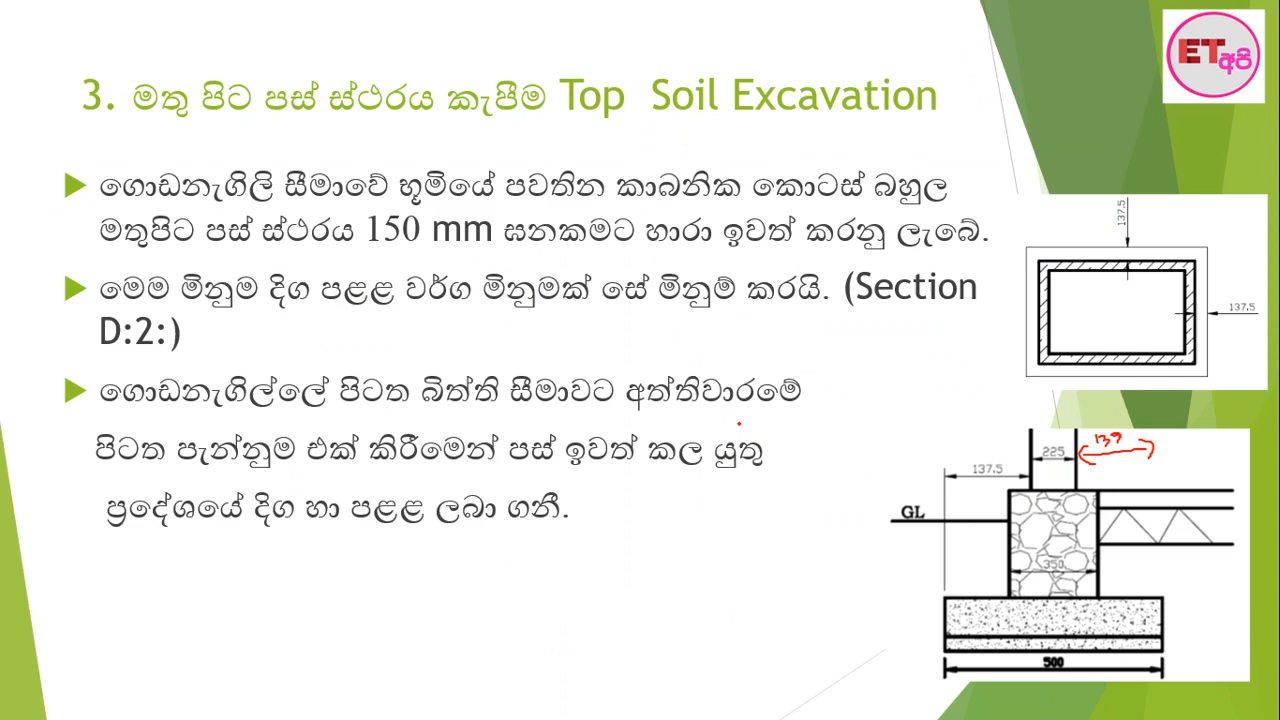 ET
අපි
3. මතු පිට පස් ස්ථරය කැපීම Top Soil Excavation
ගොඩනැගිලි සීමාවේ භූමියේ පවතින කාබනික කොටස් බහුල
මතුපිට පස් ස්ථරය 150 mm ඝනකමට හාරා ඉවත් කරනු ලැබේ.
මෙම මිනුම දිග පළළ වර්ග මිනුමක් සේ මිනුම් කරයි. (Section
D:2:)
ගොඩනැගිල්ලේ පිටත බිත්ති සීමාවට අත්තිවාරමේ
පිටත පැන්නුම එක් කිරීමෙන් පස් ඉවත් කල යුතු
ප්‍රදේශයේ දිග හා පළළ ලබා ගනී.
137.5
137.5
225
137.5
GL
350
500